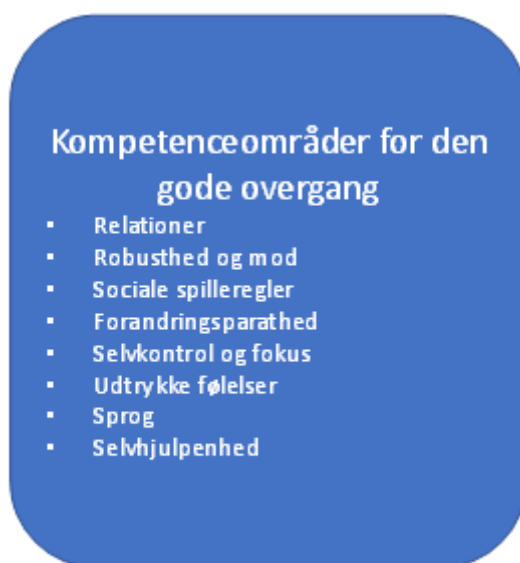 Kompetenceområder for den
gode overgang
▪ Relationer
▪ Robusthed og mod
▪ Sociale spilleregler
▪ Forandringsparathed
▪ Selvkontrol og fokus
▪ Udtrykke følelser
▪ Sprog
▪ Selvhjulpenhed